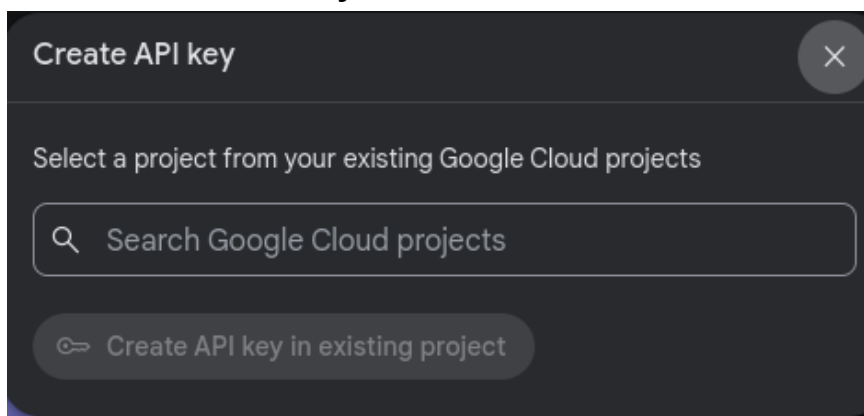 Create API key
Select a project from your existing Google Cloud projects
Search Google Cloud projects
Create API key in existing project